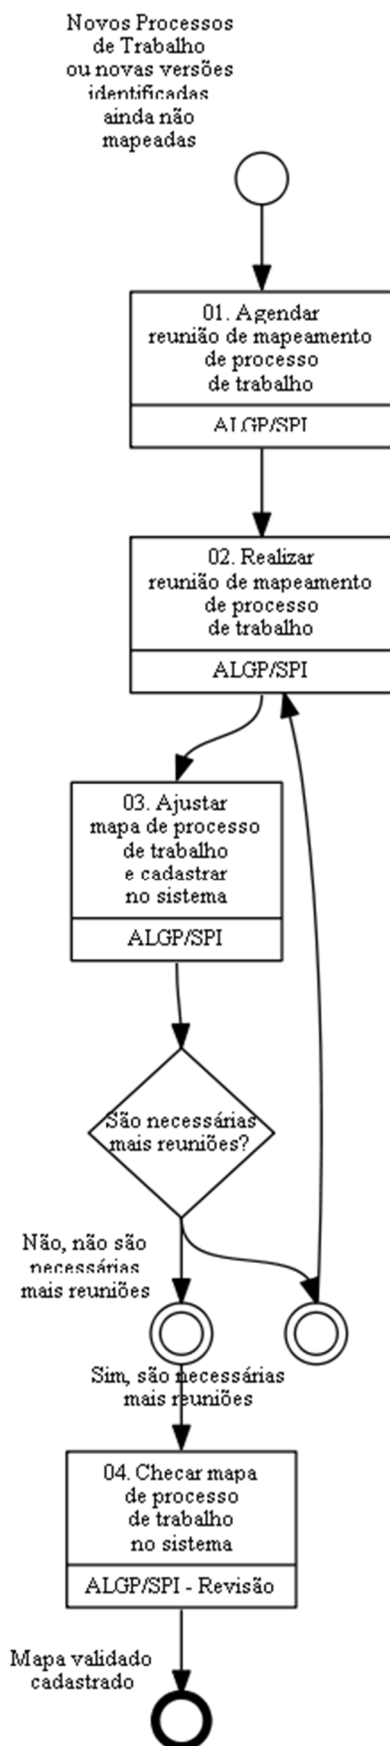 Novos Processos
de Trabalho
ou novas versões
identificadas
ainda não
mapeadas
01. Agendar
reunião de mapeamento
de processo
de trabalho
ALGP/SPI
02. Realizar
reunião de mapeamento
de processo
de trabalho
ALGP/SPI
03. Ajustar
mapa de processo
de trabalho
e cadastrar
no sistema
ALGP/SPI
São necessárias
mais reuniões?
Não, não são
necessárias
mais reuniões
Sim, são necessárias
mais reuniões
04. Checar mapa
de processo
de trabalho
no sistema
ALGP/SPI - Revisão
Mapa validado
cadastrado